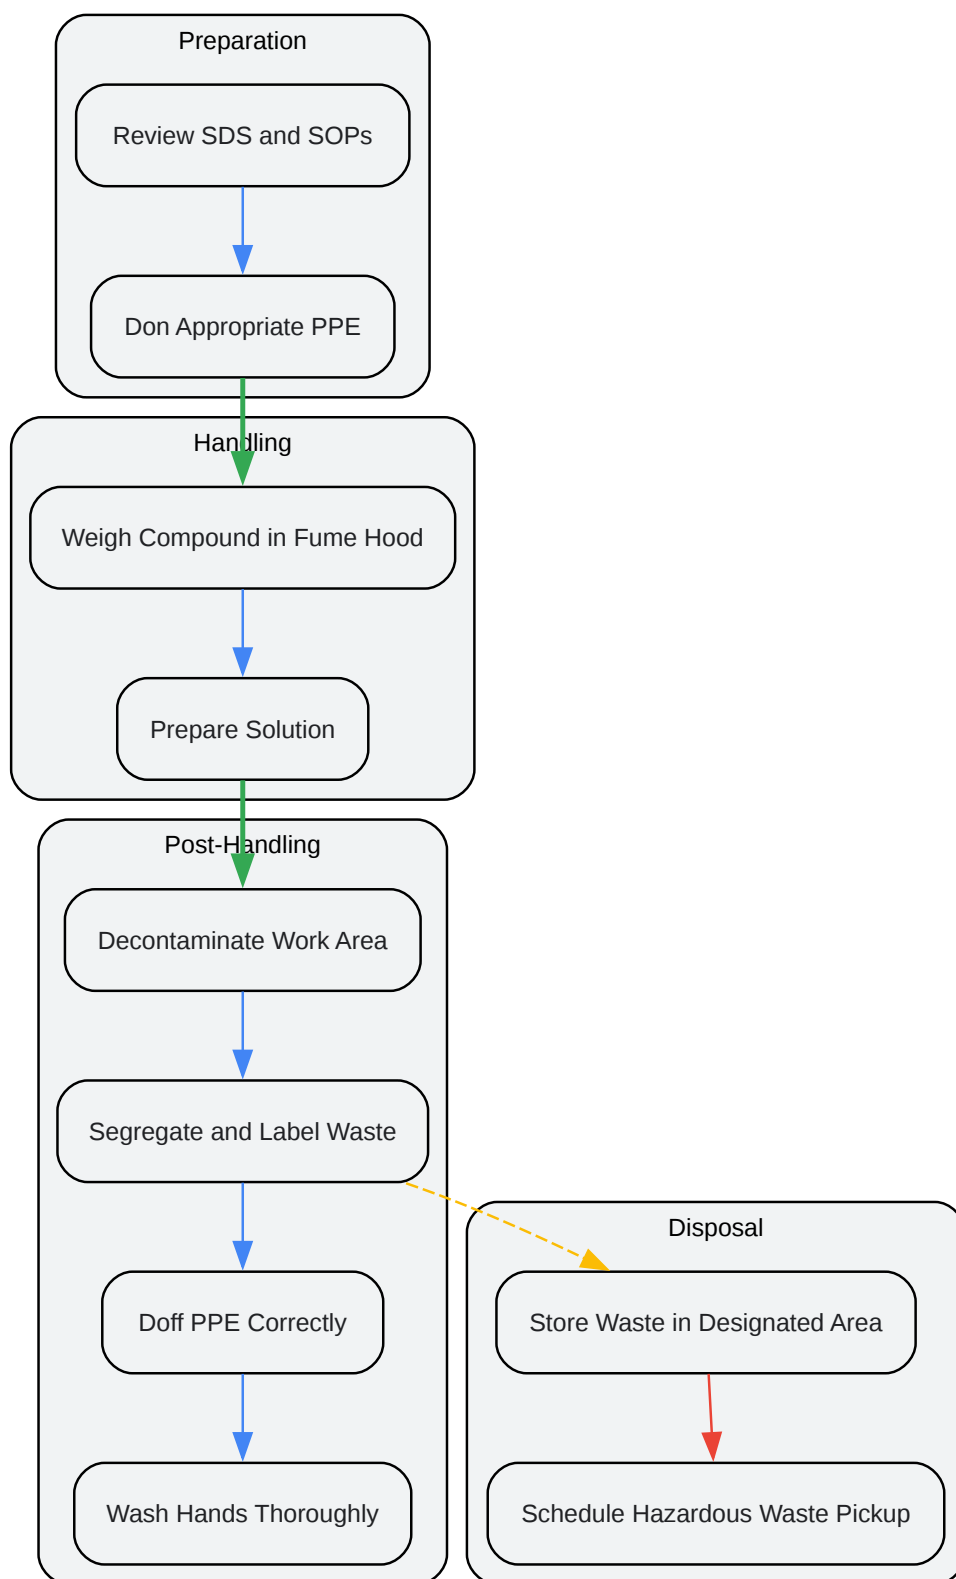 Preparation
Review SDS and SOPs
Don Appropriate PPE
Handling
Weigh Compound in Fume Hood
Prepare Solution
Post-Handling
Decontaminate Work Area
Segregate and Label Waste
Doff PPE Correctly
Wash Hands Thoroughly
Disposal
Store Waste in Designated Area
Schedule Hazardous Waste Pickup